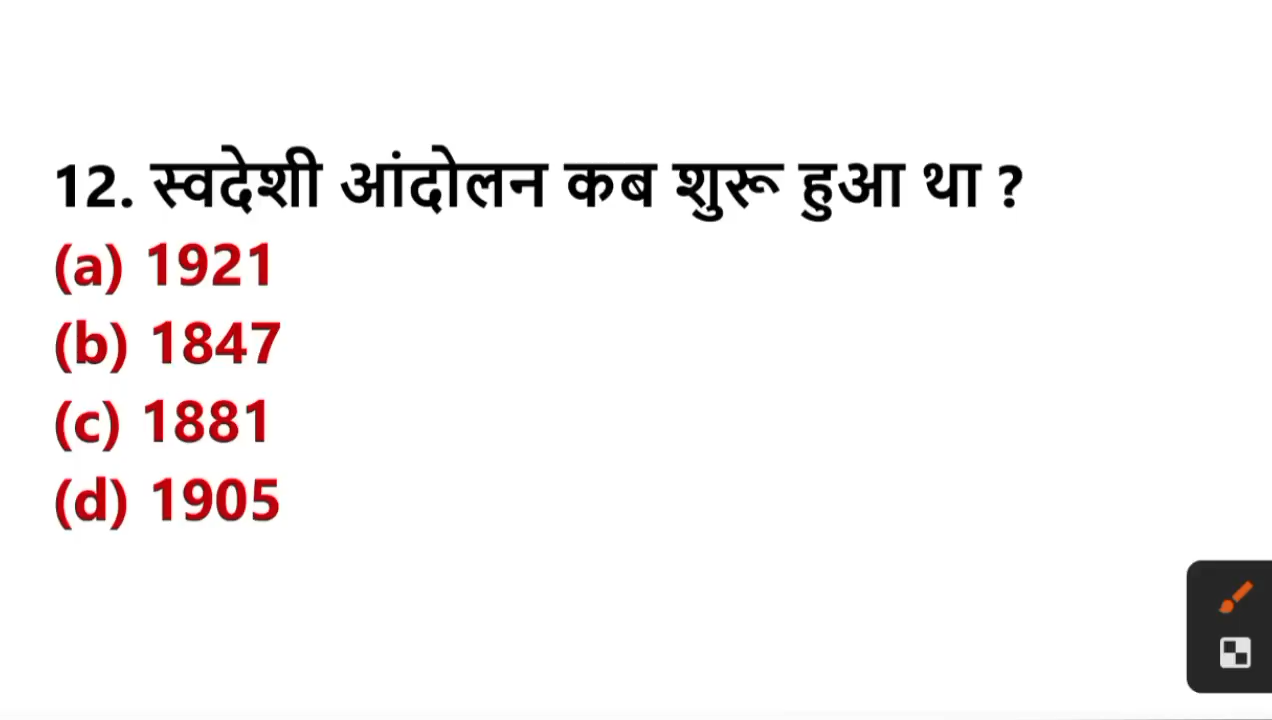 12. स्वदेशी आंदोलन कब शुरू हुआ था ?
(a) 1921
(b) 1847
(c) 1881
(d) 1905